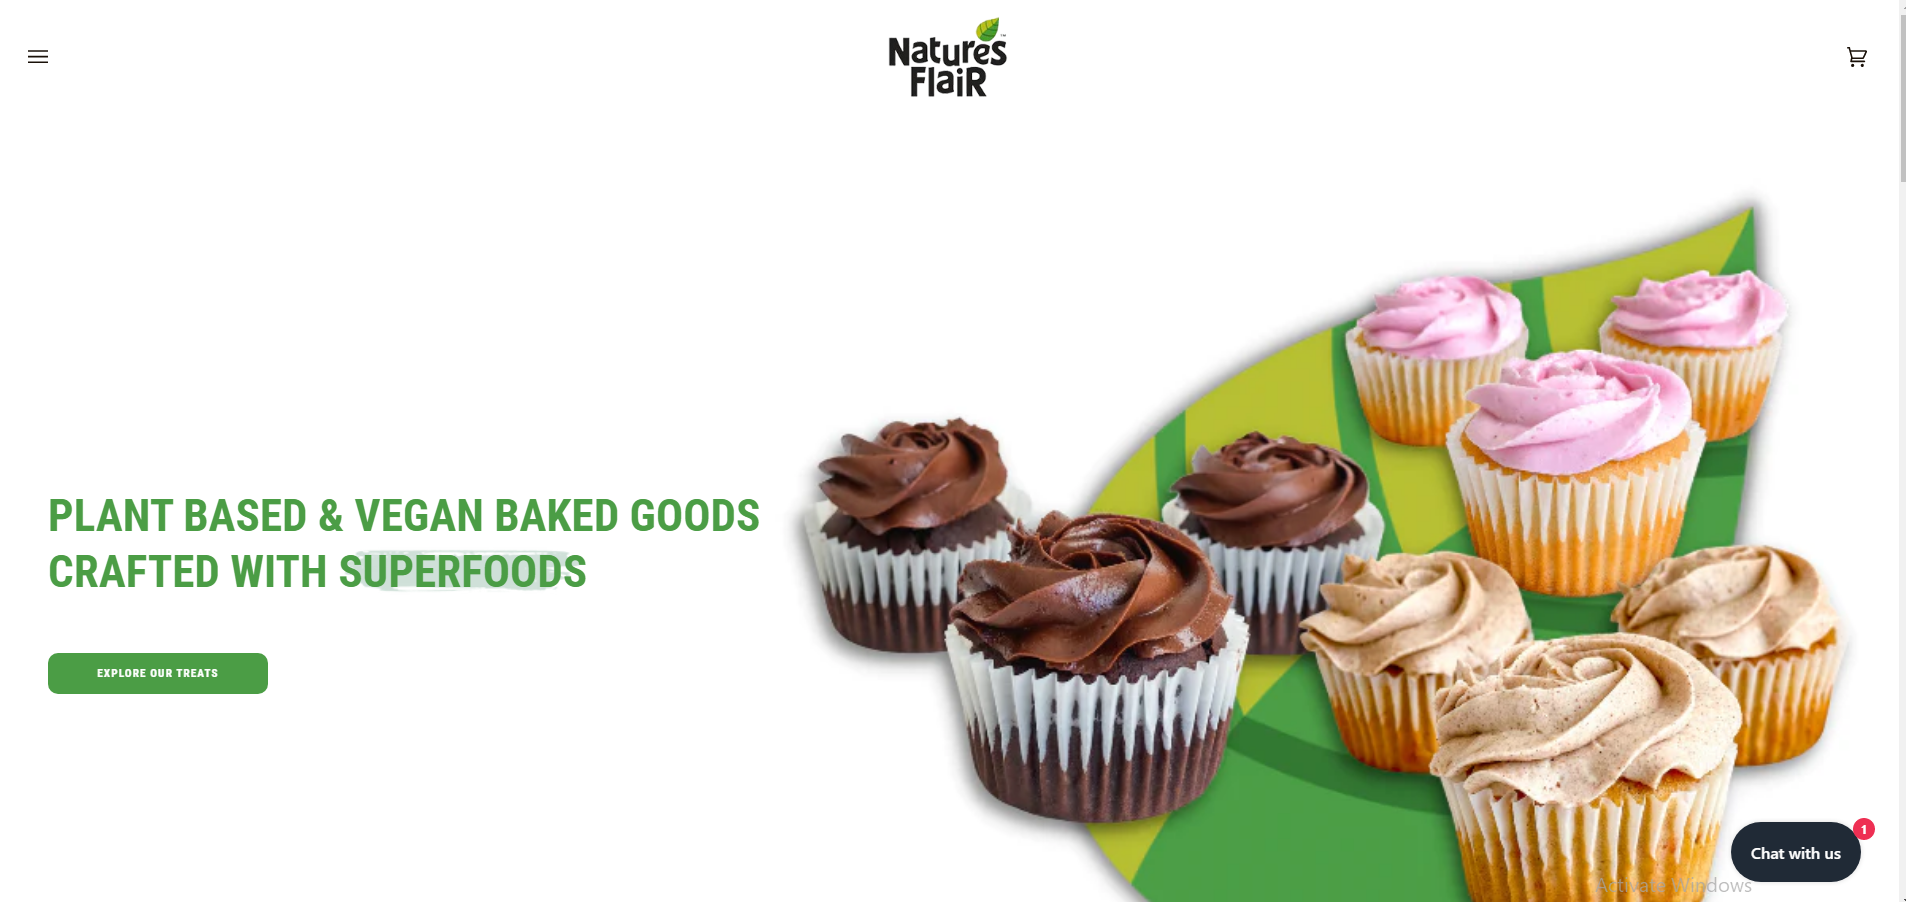 Natures
FlaiR
PLANT BASED & VEGAN BAKED GOODS
CRAFTED WITH SUPERFOODS
EXPLORE OUR TREATS
1
Chat with us
Activate Windows